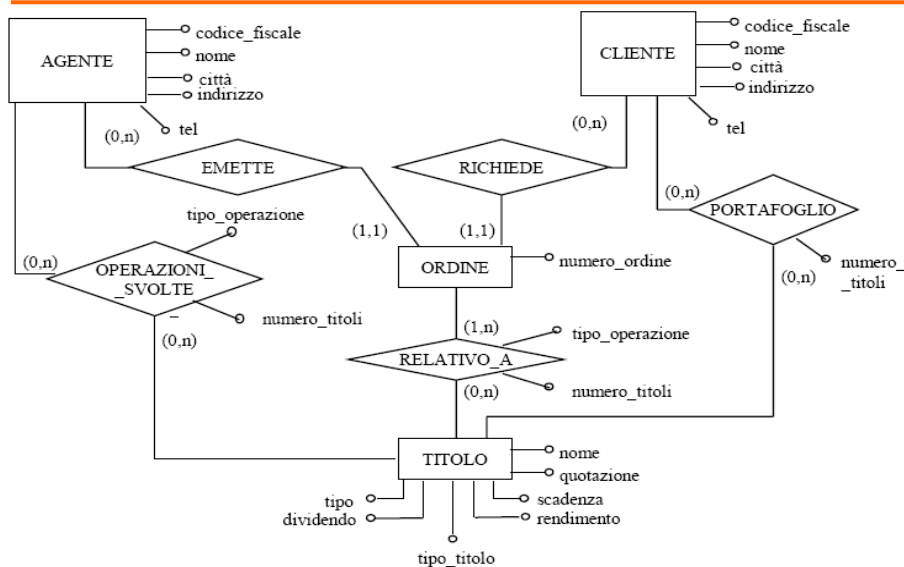 AGENTE
codice_fiscale
nome
città
indirizzo
tel
CLIENTE
codice_fiscale
nome
città
indirizzo
tel
(0,n)
EMETTE
(1,1)
(0,n)
RICHIEDE
(1,1)
(0,n)
PORTAFOGLIO
(0,n)
numero_
_titoli
tipo_operazione
(0,n)
OPERAZIONI_
_SVOLTE
_
numero_titoli
(0,n)
ORDINE
numero_ordine
(1,n)
tipo_operazione
RELATIVO_A
(0,n)
numero_titoli
TITOLO
nome
quotazione
scadenza
rendimento
tipo
dividendo
tipo_titolo